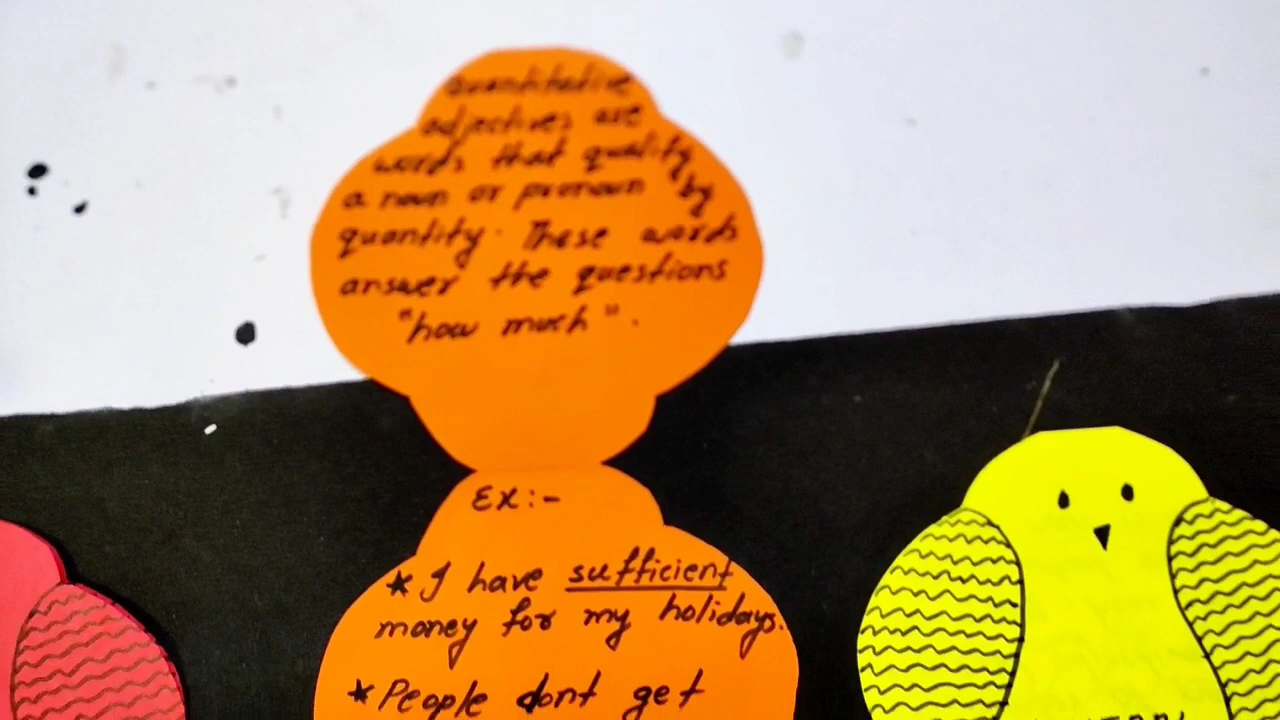 Quantitative
adjectives are
words that quality by
a noun or pronoun
quantity. These words
answer the questions
"how much".
EX:-
* I have sufficient
money for my holidays.
* People dont get